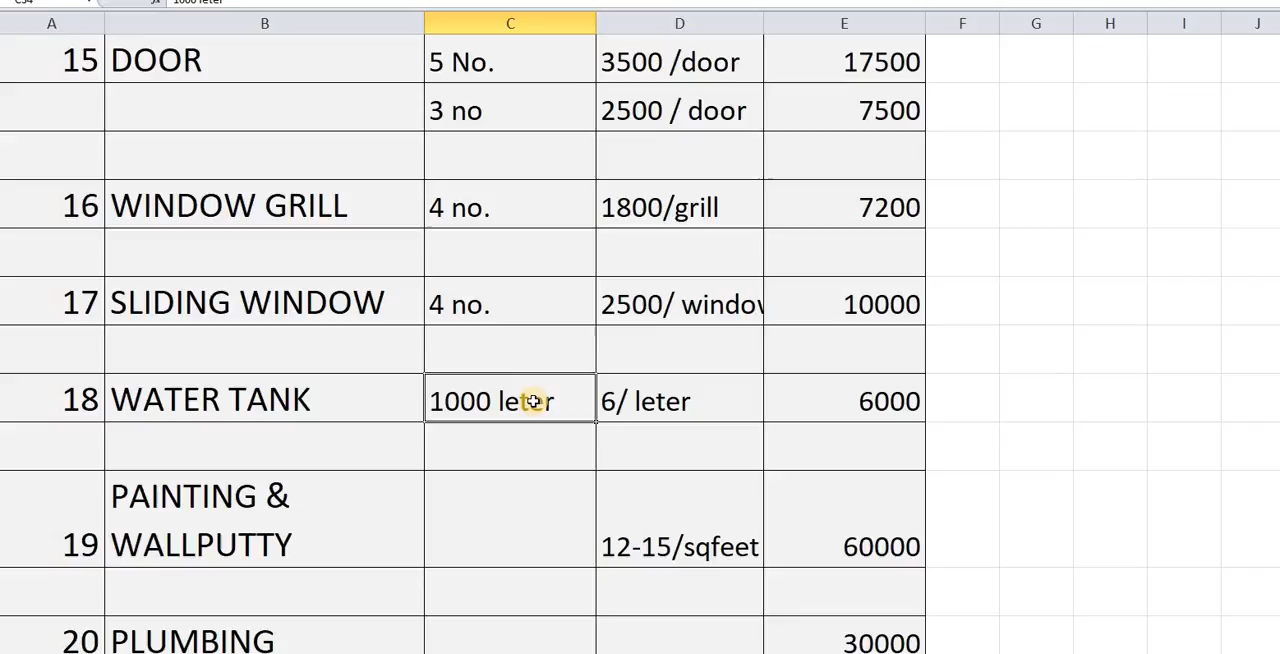 1000 leter
A B C D E F G H I J
15 DOOR 5 No. 3500 /door 17500
3 no 2500 / door 7500
16 WINDOW GRILL 4 no. 1800/grill 7200
17 SLIDING WINDOW 4 no. 2500/ window 10000
18 WATER TANK 1000 leter 6/ leter 6000
PAINTING &
19 WALLPUTTY 12-15/sqfeet 60000
20 PLUMBING 30000